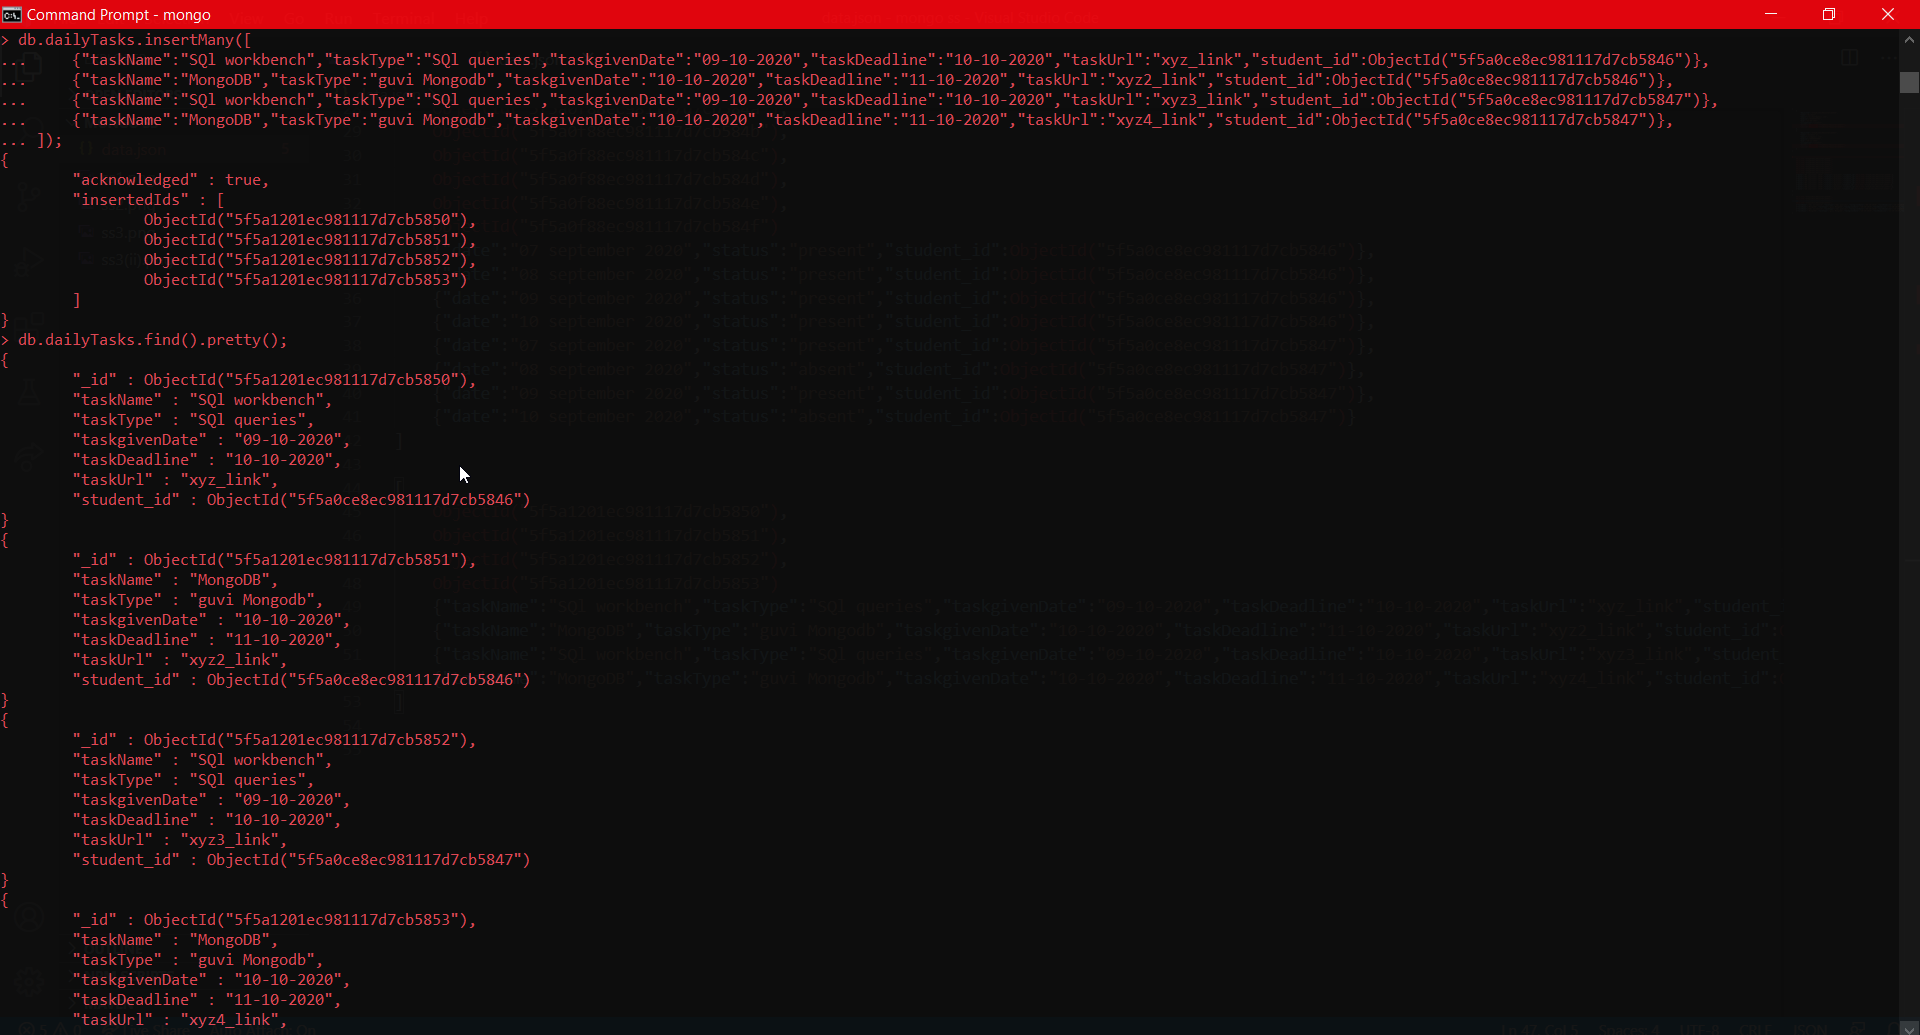 Command Prompt - mongo
> db.dailyTasks.insertMany([
... {"taskName":"SQl workbench","taskType":"SQl queries","taskgivenDate":"09-10-2020","taskDeadline":"10-10-2020","taskUrl":"xyz_link","student_id":ObjectId("5f5a0ce8ec981117d7cb5846")},
... {"taskName":"MongoDB","taskType":"guvi Mongodb","taskgivenDate":"10-10-2020","taskDeadline":"11-10-2020","taskUrl":"xyz2_link","student_id":ObjectId("5f5a0ce8ec981117d7cb5846")},
... {"taskName":"SQl workbench","taskType":"SQl queries","taskgivenDate":"09-10-2020","taskDeadline":"10-10-2020","taskUrl":"xyz3_link","student_id":ObjectId("5f5a0ce8ec981117d7cb5847")},
... {"taskName":"MongoDB","taskType":"guvi Mongodb","taskgivenDate":"10-10-2020","taskDeadline":"11-10-2020","taskUrl":"xyz4_link","student_id":ObjectId("5f5a0ce8ec981117d7cb5847")},
... ]);
{
"acknowledged" : true,
"insertedIds" : [
ObjectId("5f5a1201ec981117d7cb5850"),
ObjectId("5f5a1201ec981117d7cb5851"),
ObjectId("5f5a1201ec981117d7cb5852"),
ObjectId("5f5a1201ec981117d7cb5853")
]
}
> db.dailyTasks.find().pretty();
{
"_id" : ObjectId("5f5a1201ec981117d7cb5850"),
"taskName" : "SQl workbench",
"taskType" : "SQl queries",
"taskgivenDate" : "09-10-2020",
"taskDeadline" : "10-10-2020",
"taskUrl" : "xyz_link",
"student_id" : ObjectId("5f5a0ce8ec981117d7cb5846")
}
{
"_id" : ObjectId("5f5a1201ec981117d7cb5851"),
"taskName" : "MongoDB",
"taskType" : "guvi Mongodb",
"taskgivenDate" : "10-10-2020",
"taskDeadline" : "11-10-2020",
"taskUrl" : "xyz2_link",
"student_id" : ObjectId("5f5a0ce8ec981117d7cb5846")
}
{
"_id" : ObjectId("5f5a1201ec981117d7cb5852"),
"taskName" : "SQl workbench",
"taskType" : "SQl queries",
"taskgivenDate" : "09-10-2020",
"taskDeadline" : "10-10-2020",
"taskUrl" : "xyz3_link",
"student_id" : ObjectId("5f5a0ce8ec981117d7cb5847")
}
{
"_id" : ObjectId("5f5a1201ec981117d7cb5853"),
"taskName" : "MongoDB",
"taskType" : "guvi Mongodb",
"taskgivenDate" : "10-10-2020",
"taskDeadline" : "11-10-2020",
"taskUrl" : "xyz4_link",